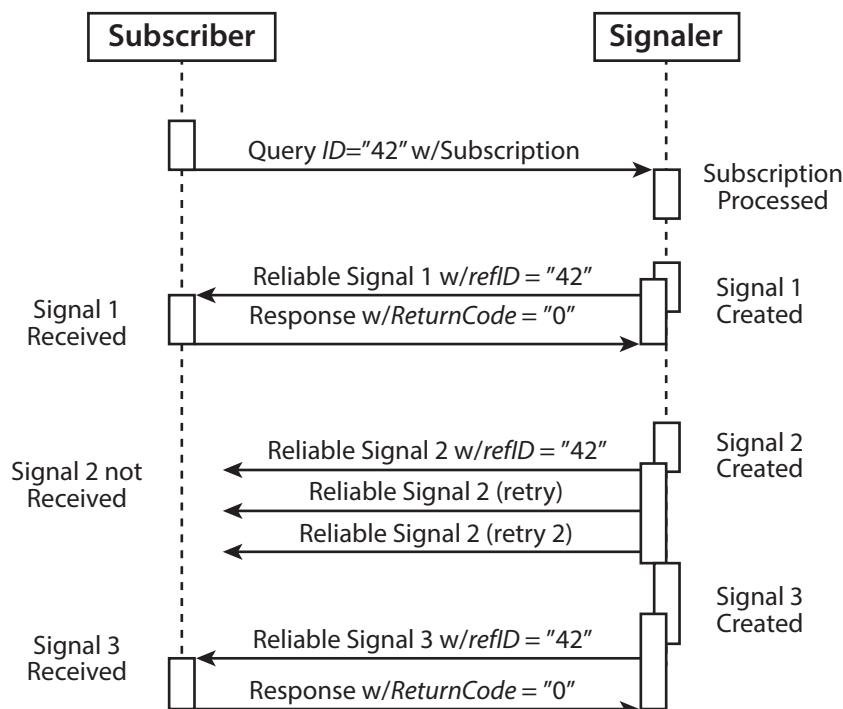 Subscriber
Signaler
Query ID=”42” w/Subscription
Subscription
Processed
Reliable Signal 1 w/refID = ”42”
Signal 1
Created
Signal 1
Received
Response w/ReturnCode = ”0”
Signal 2
Created
Reliable Signal 2 w/refID = ”42”
Signal 2 not
Received
Reliable Signal 2 (retry)
Reliable Signal 2 (retry 2)
Signal 3
Created
Reliable Signal 3 w/refID = ”42”
Signal 3
Received
Response w/ReturnCode = ”0”